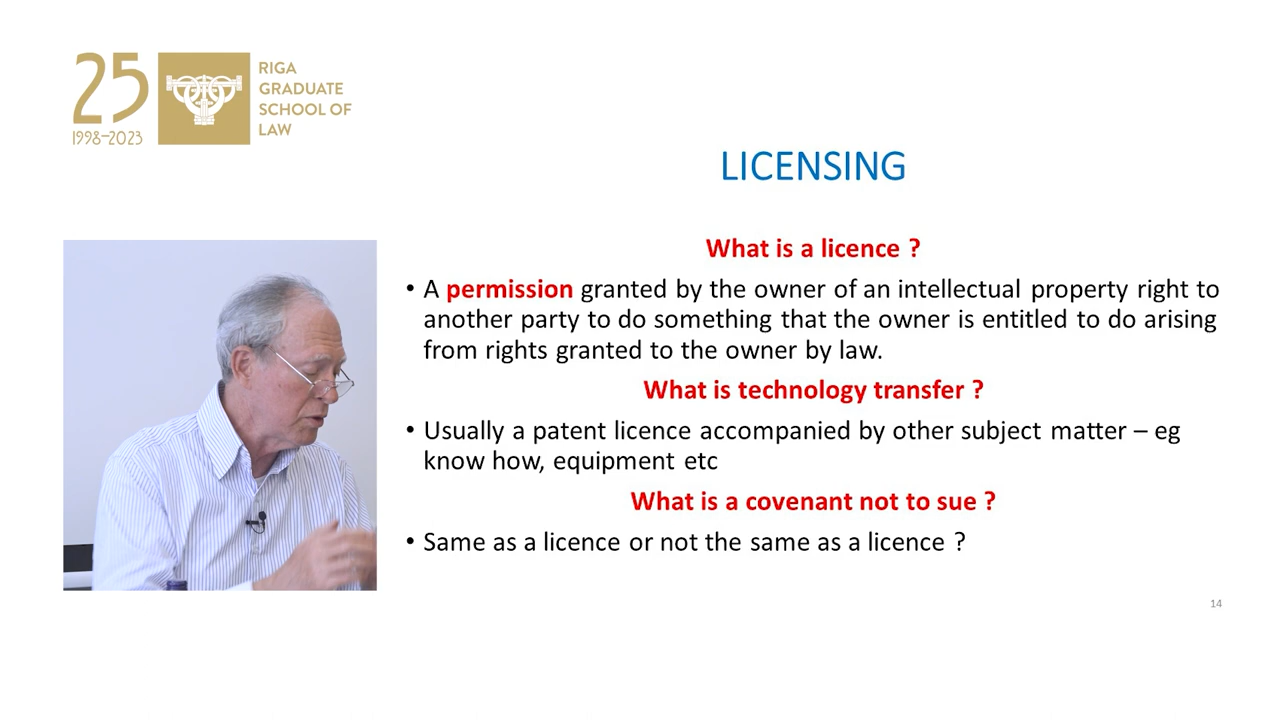 25
1998–2023
RIGA
GRADUATE
SCHOOL OF
LAW
LICENSING
What is a licence ?
• A permission granted by the owner of an intellectual property right to
another party to do something that the owner is entitled to do arising
from rights granted to the owner by law.
What is technology transfer ?
• Usually a patent licence accompanied by other subject matter – eg
know how, equipment etc
What is a covenant not to sue ?
• Same as a licence or not the same as a licence ?
14